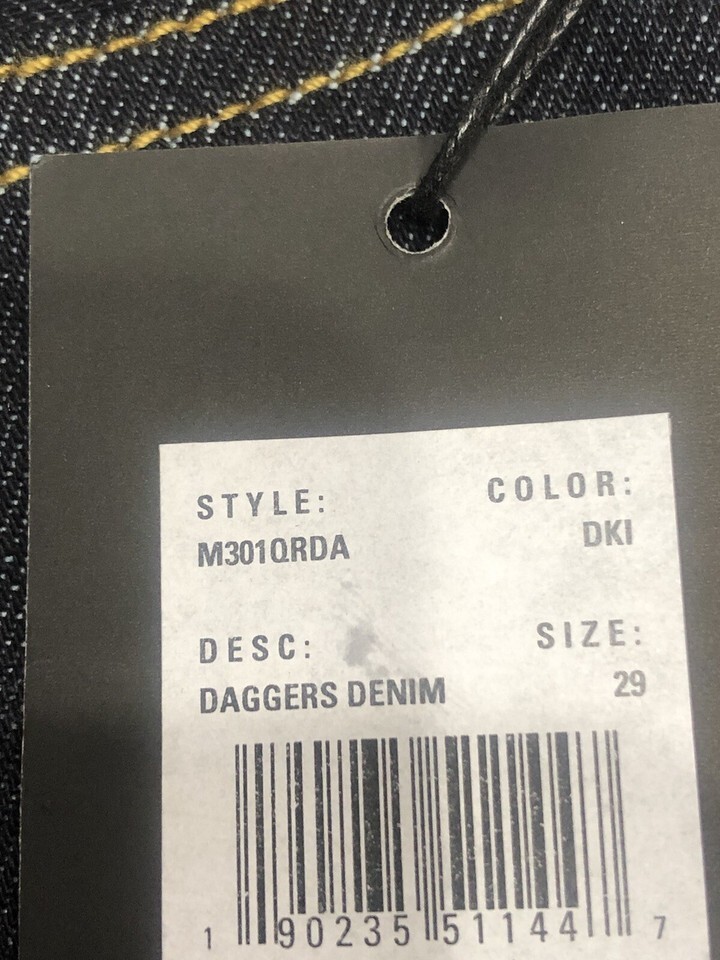 STYLE: COLOR:
M301QRDA DKI
DESC: SIZE:
DAGGERS DENIM 29
1 90235 51144 7